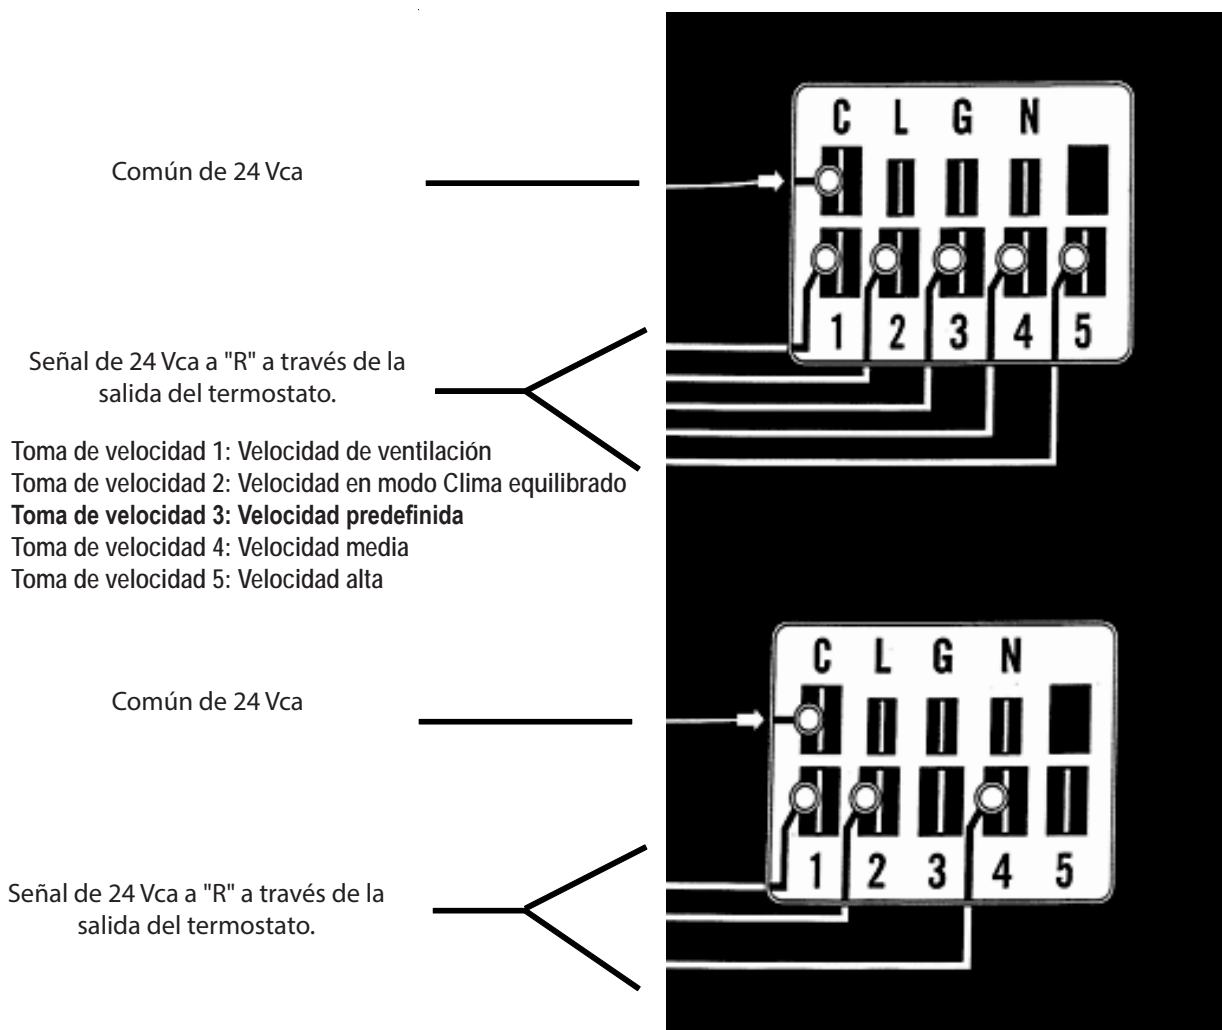 C L G N
Común de 24 Vca
1 2 3 4 5
Señal de 24 Vca a "R" a través de la
salida del termostato.
Toma de velocidad 1: Velocidad de ventilación
Toma de velocidad 2: Velocidad en modo Clima equilibrado
Toma de velocidad 3: Velocidad predefinida
Toma de velocidad 4: Velocidad media
Toma de velocidad 5: Velocidad alta
C L G N
Común de 24 Vca
1 2 3 4 5
Señal de 24 Vca a "R" a través de la
salida del termostato.